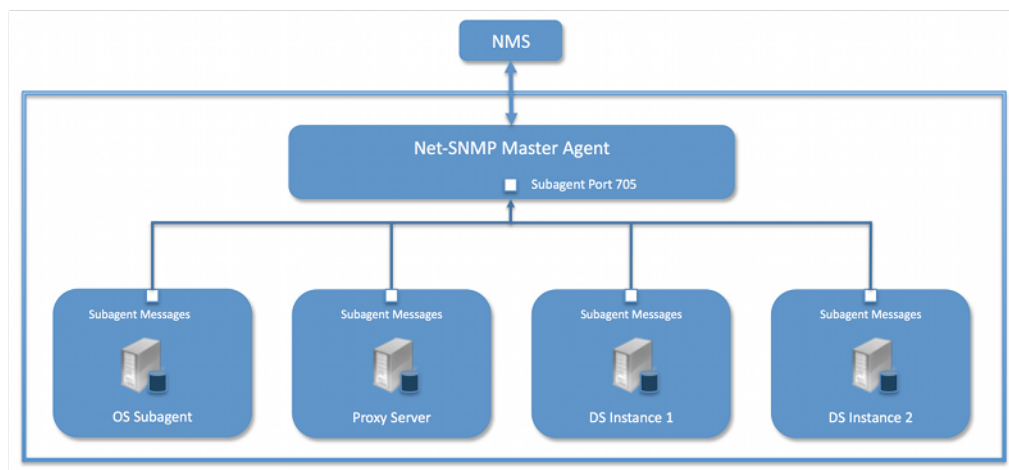 NMS
Net-SNMP Master Agent
Subagent Port 705
Subagent Messages
Subagent Messages
Subagent Messages
Subagent Messages
OS Subagent
Proxy Server
DS Instance 1
DS Instance 2